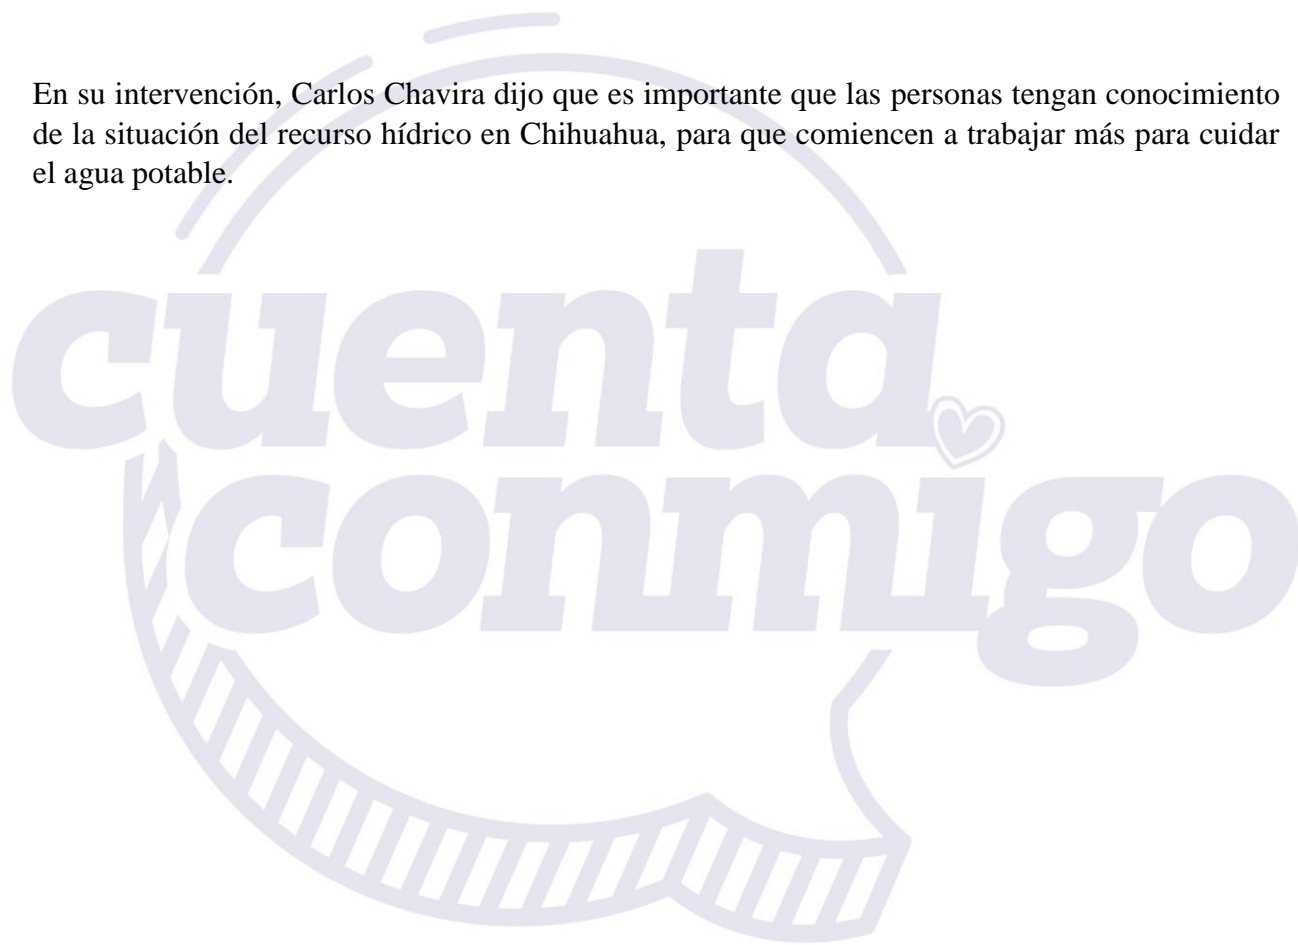 En su intervención, Carlos Chavira dijo que es importante que las personas tengan conocimiento
de la situación del recurso hídrico en Chihuahua, para que comiencen a trabajar más para cuidar
el agua potable.
cuenta
conmigo